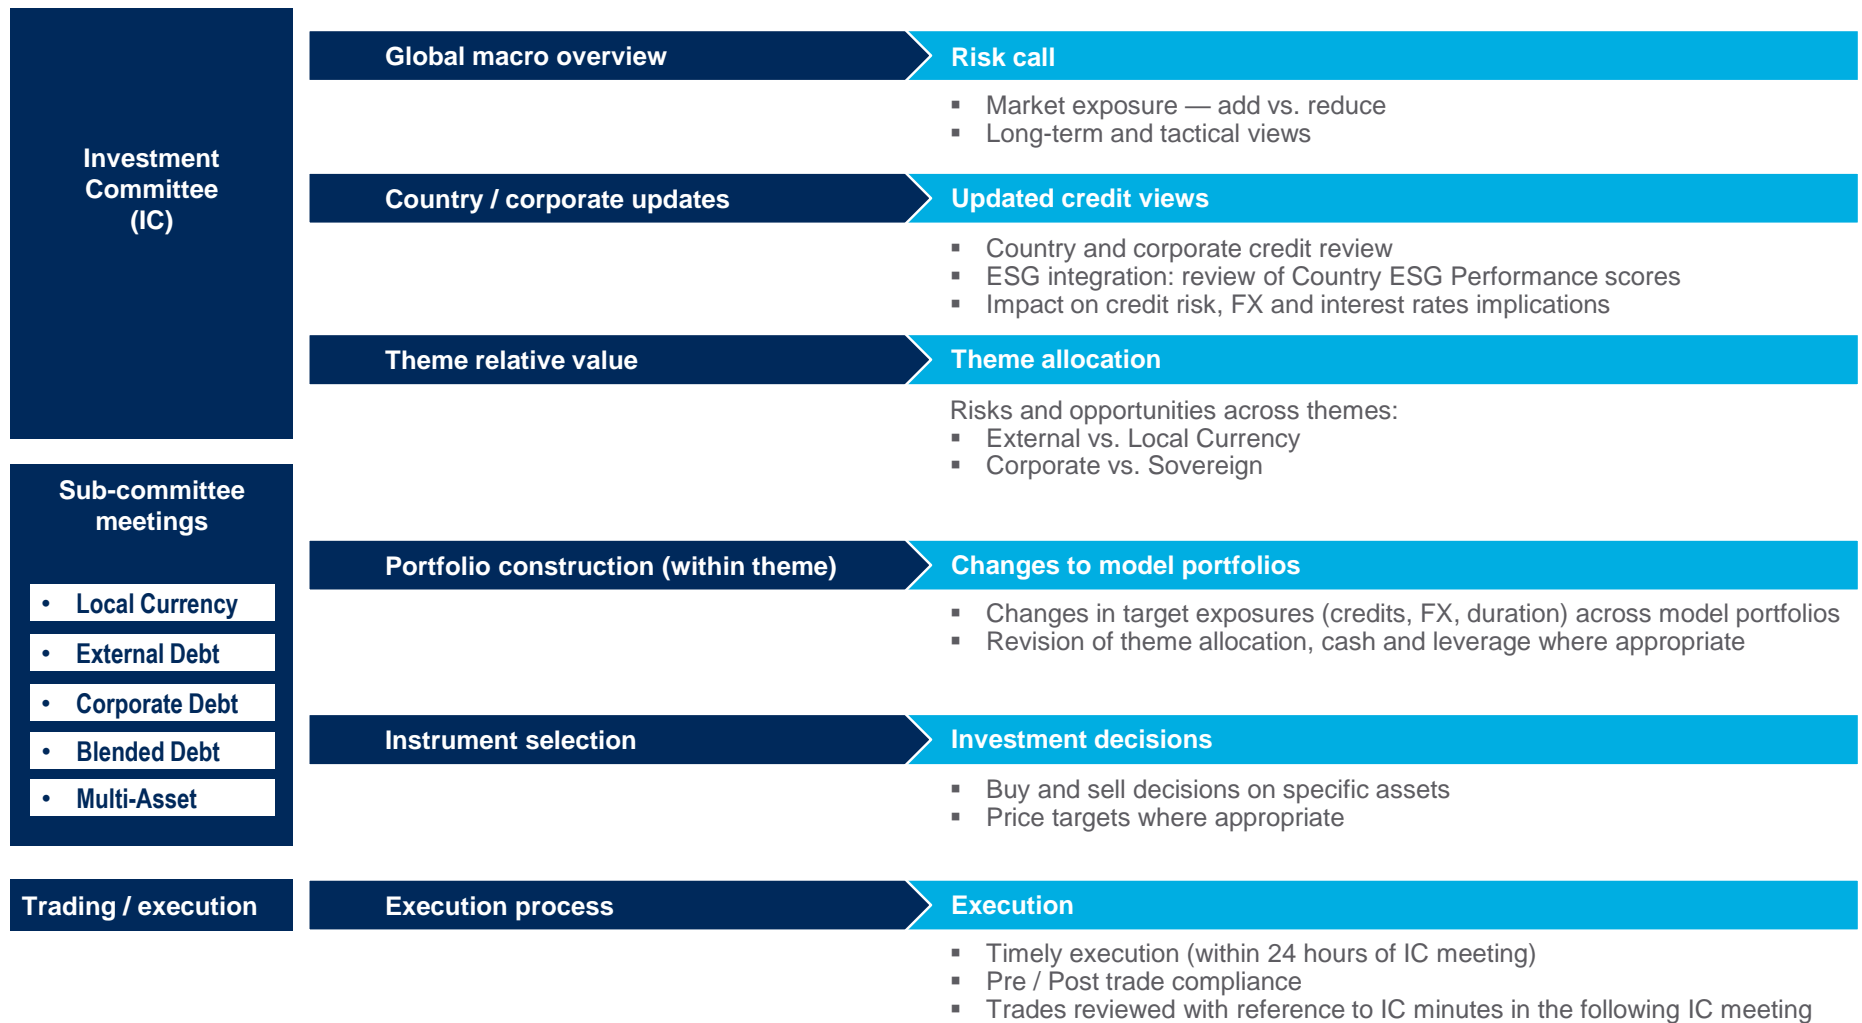 Investment
Committee
(IC)
Global macro overview
Risk call
▪ Market exposure — add vs. reduce
▪ Long-term and tactical views
Country / corporate updates
Updated credit views
▪ Country and corporate credit review
▪ ESG integration: review of Country ESG Performance scores
▪ Impact on credit risk, FX and interest rates implications
Theme relative value
Theme allocation
Risks and opportunities across themes:
▪ External vs. Local Currency
▪ Corporate vs. Sovereign
Sub-committee
meetings
• Local Currency
• External Debt
• Corporate Debt
• Blended Debt
• Multi-Asset
Portfolio construction (within theme)
Changes to model portfolios
▪ Changes in target exposures (credits, FX, duration) across model portfolios
▪ Revision of theme allocation, cash and leverage where appropriate
Instrument selection
Investment decisions
▪ Buy and sell decisions on specific assets
▪ Price targets where appropriate
Trading / execution
Execution process
Execution
▪ Timely execution (within 24 hours of IC meeting)
▪ Pre / Post trade compliance
▪ Trades reviewed with reference to IC minutes in the following IC meeting